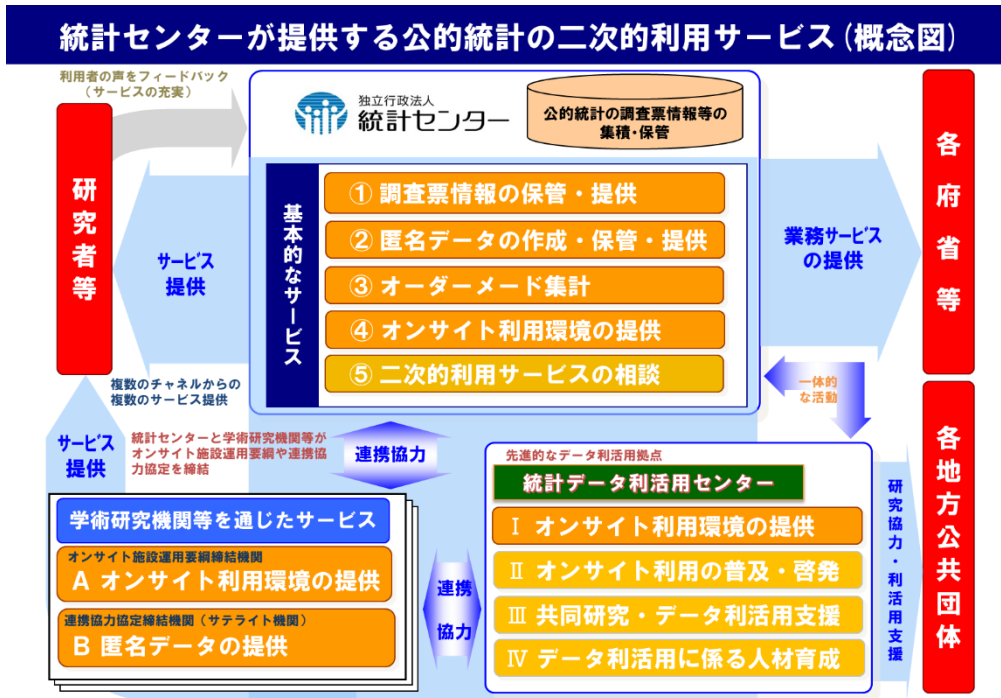 統計センターが提供する公的統計の二次的利用サービス(概念図)
利用者の声をフィードバック
(サービスの充実)
独立行政法人
統計センター
公的統計の調査票情報等の
集積・保管
研究者等
サービス
提供
基本的なサービス
① 調査票情報の保管・提供
② 匿名データの作成・保管・提供
③ オーダーメード集計
④ オンサイト利用環境の提供
⑤ 二次的利用サービスの相談
業務サービス
の提供
各府省等
複数のチャネルからの
複数のサービス提供
一体的
な活動
サービス
提供
統計センターと学術研究機関等が
オンサイト施設運用要綱や連携協
力協定を締結
連携協力
学術研究機関等を通じたサービス
オンサイト施設運用要綱締結機関
A オンサイト利用環境の提供
連携協力協定締結機関(サテライト機関)
B 匿名データの提供
連携
協力
先進的なデータ利活用拠点
統計データ利活用センター
Ⅰ オンサイト利用環境の提供
Ⅱ オンサイト利用の普及・啓発
Ⅲ 共同研究・データ利活用支援
Ⅳ データ利活用に係る人材育成
研究協力・利活用支援
各地方公共団体